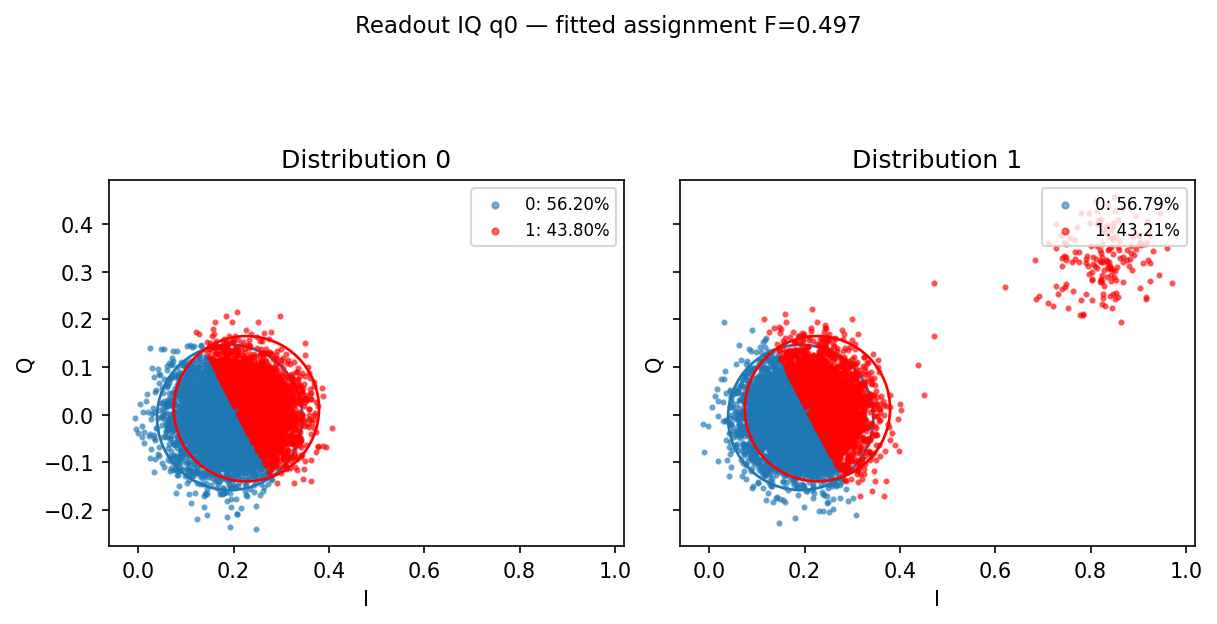 Readout IQ q0 — fitted assignment F=0.497
Distribution 0
0: 56.20%
1: 43.80%
Q
0.4
0.3
0.2
0.1
0.0
−0.1
−0.2
0.0 0.2 0.4 0.6 0.8 1.0
I
Distribution 1
0: 56.79%
1: 43.21%
Q
0.0 0.2 0.4 0.6 0.8 1.0
I